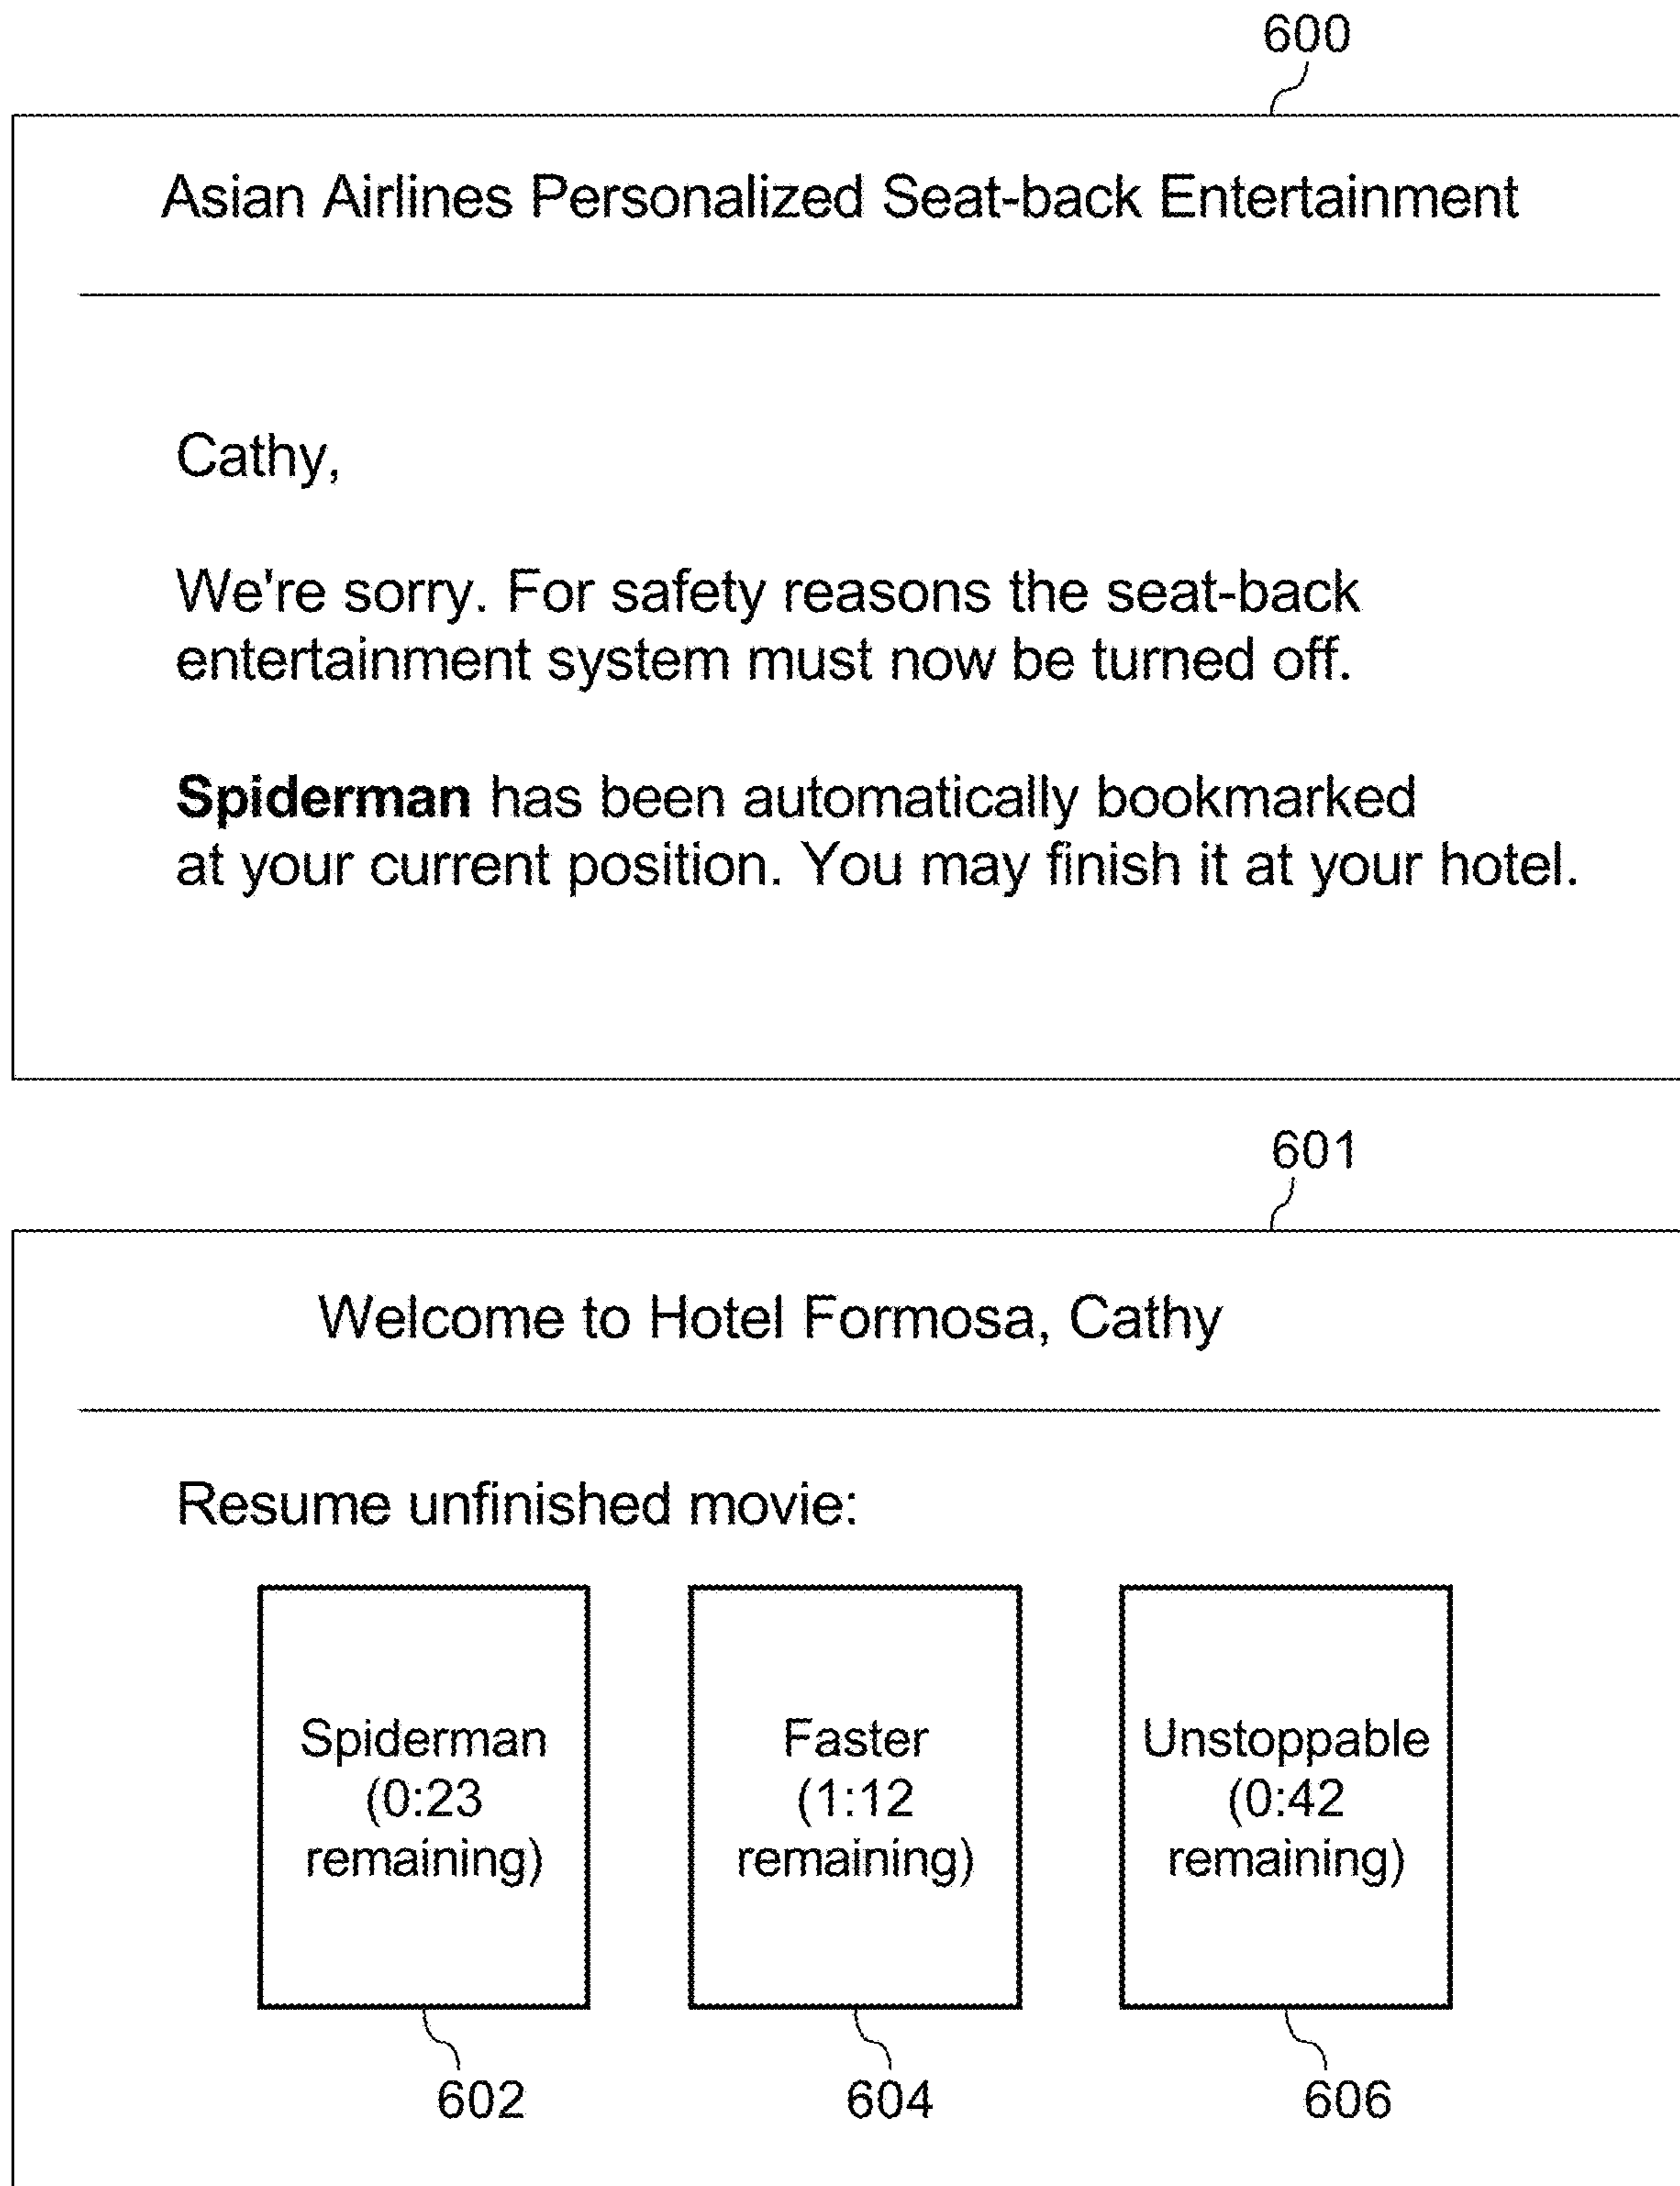 600
Asian Airlines Personalized Seat-back Entertainment
Cathy,
We're sorry. For safety reasons the seat-back
entertainment system must now be turned off.
Spiderman has been automatically bookmarked
at your current position. You may finish it at your hotel.
601
Welcome to Hotel Formosa, Cathy
Resume unfinished movie:
Spiderman
(0:23
remaining)
Faster
(1:12
remaining)
Unstoppable
(0:42
remaining)
602
604
606